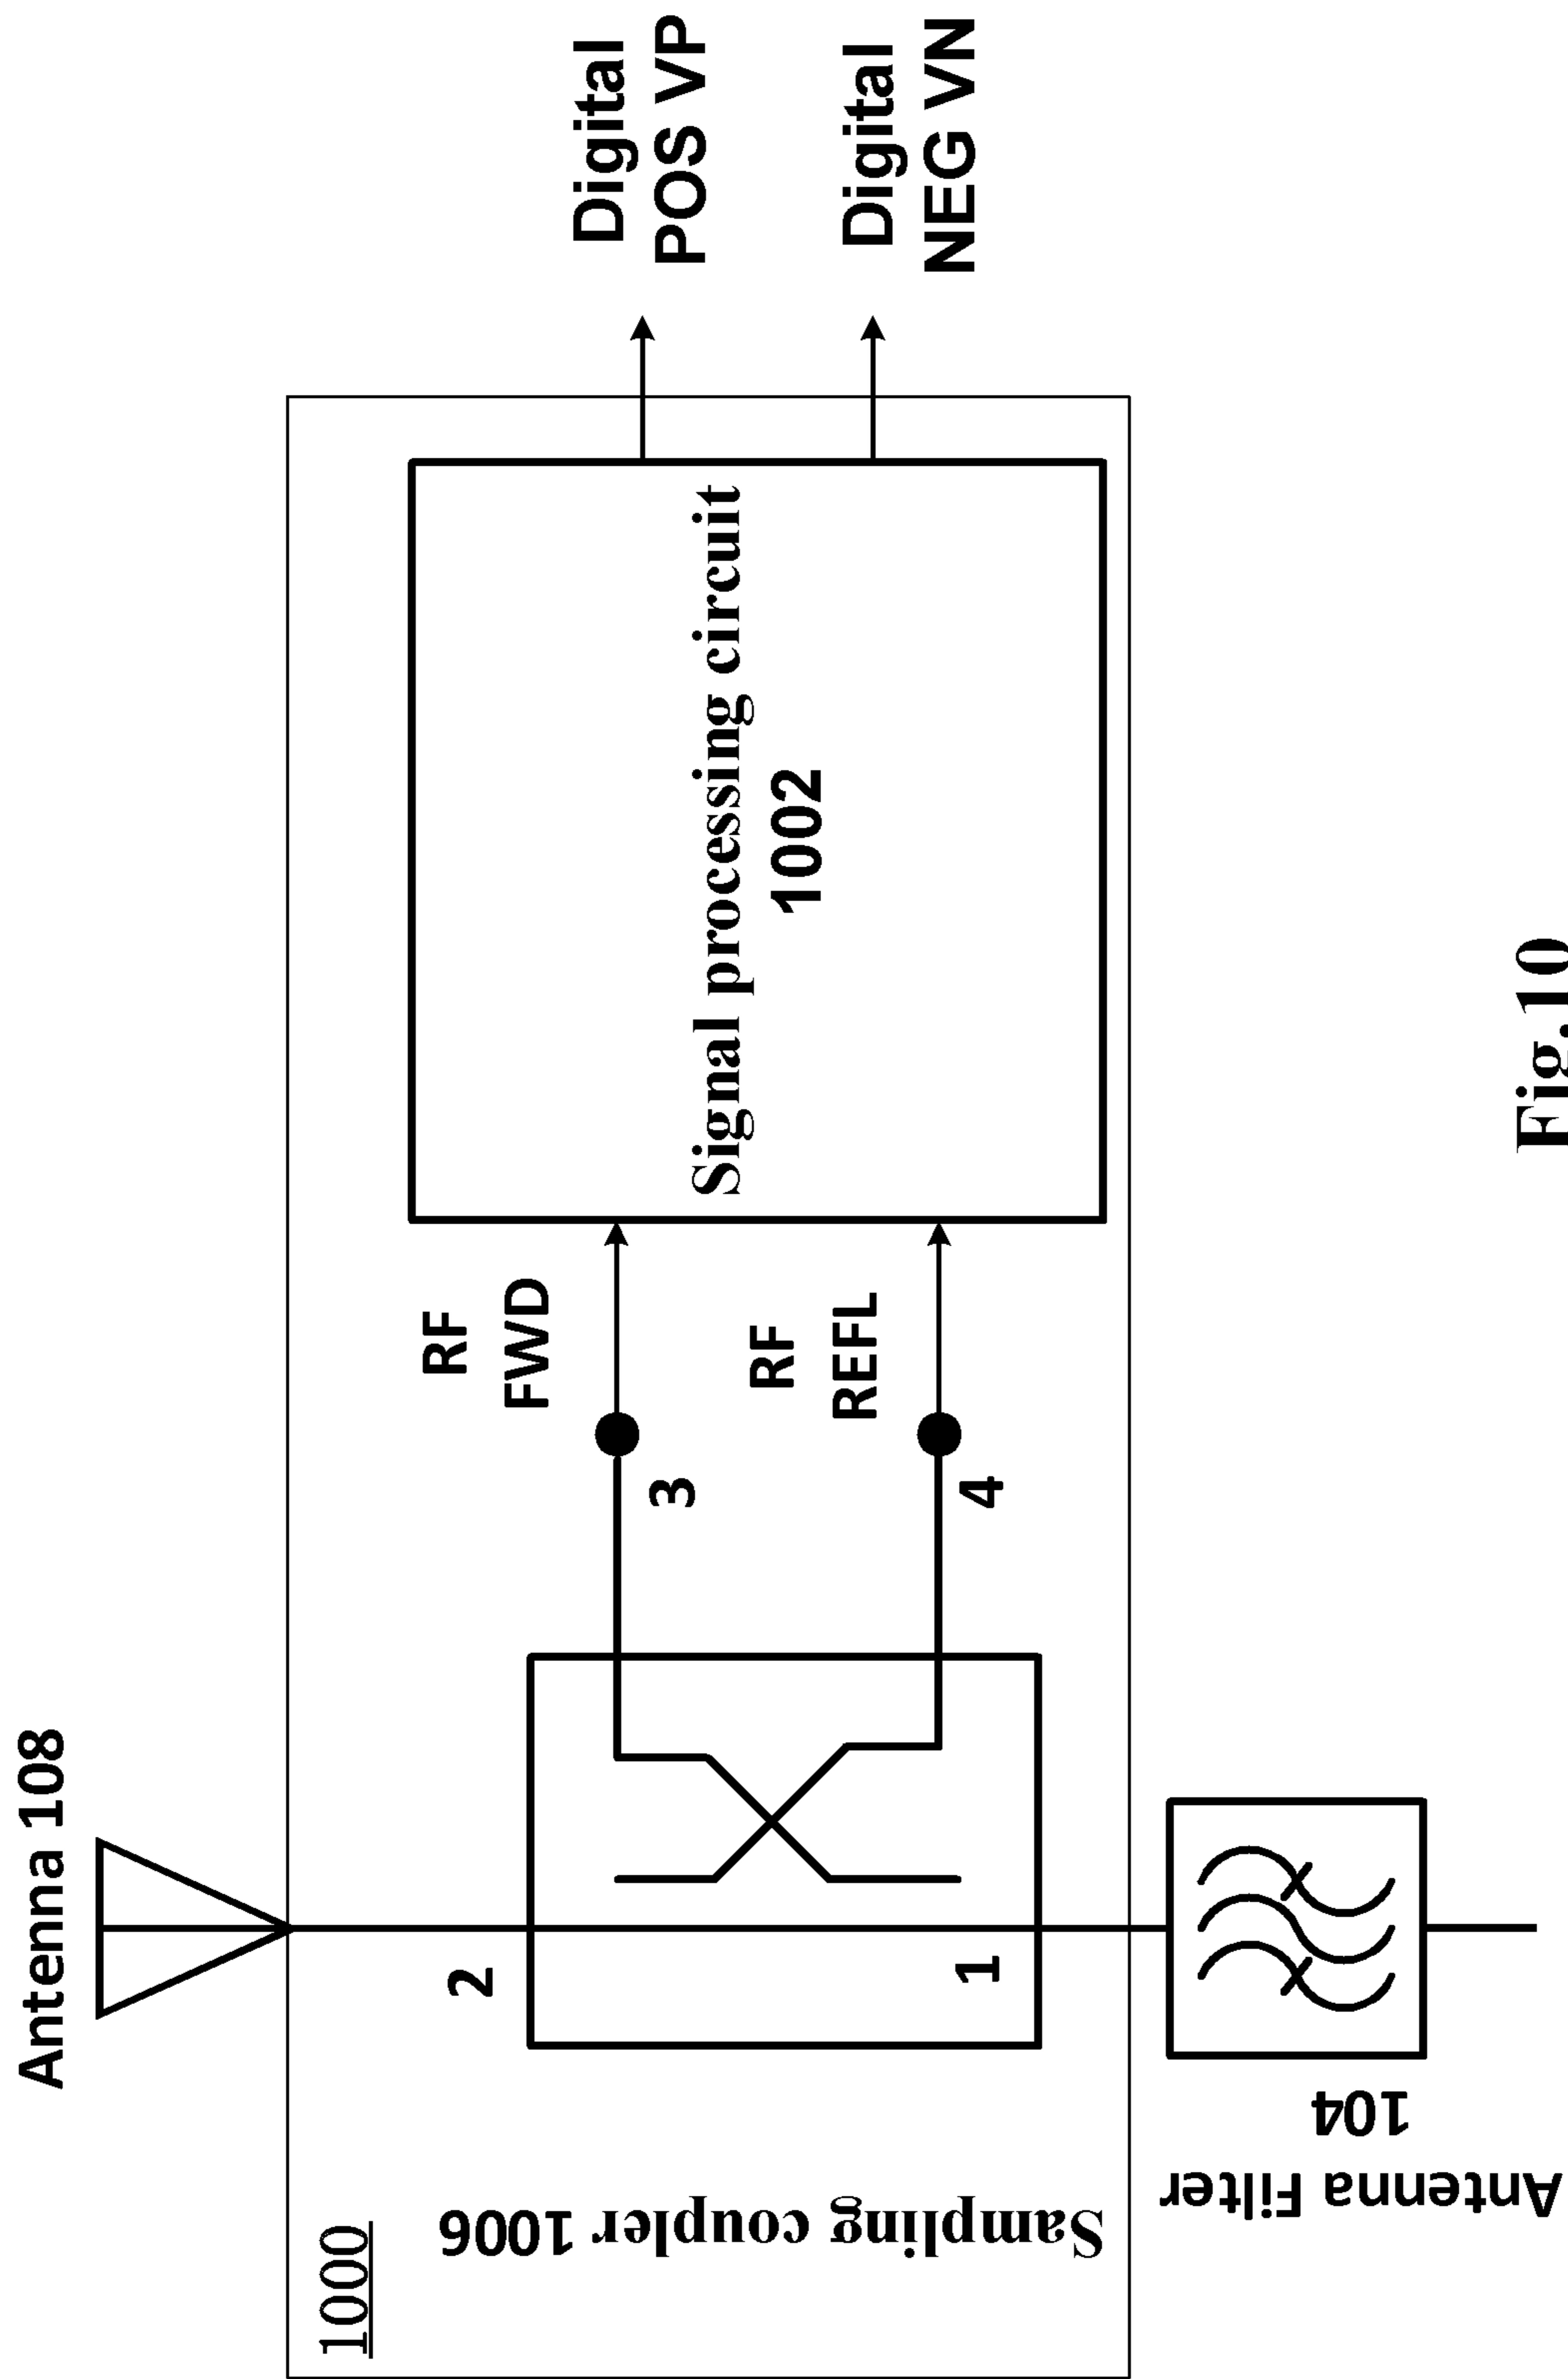 Antenna 108
1000
Sampling coupler 1006
2
1
3
4
RF
FWD
RF
REFL
Signal processing circuit
1002
Digital
POS VP
Digital
NEG VN
104
Antenna Filter
Fig.10